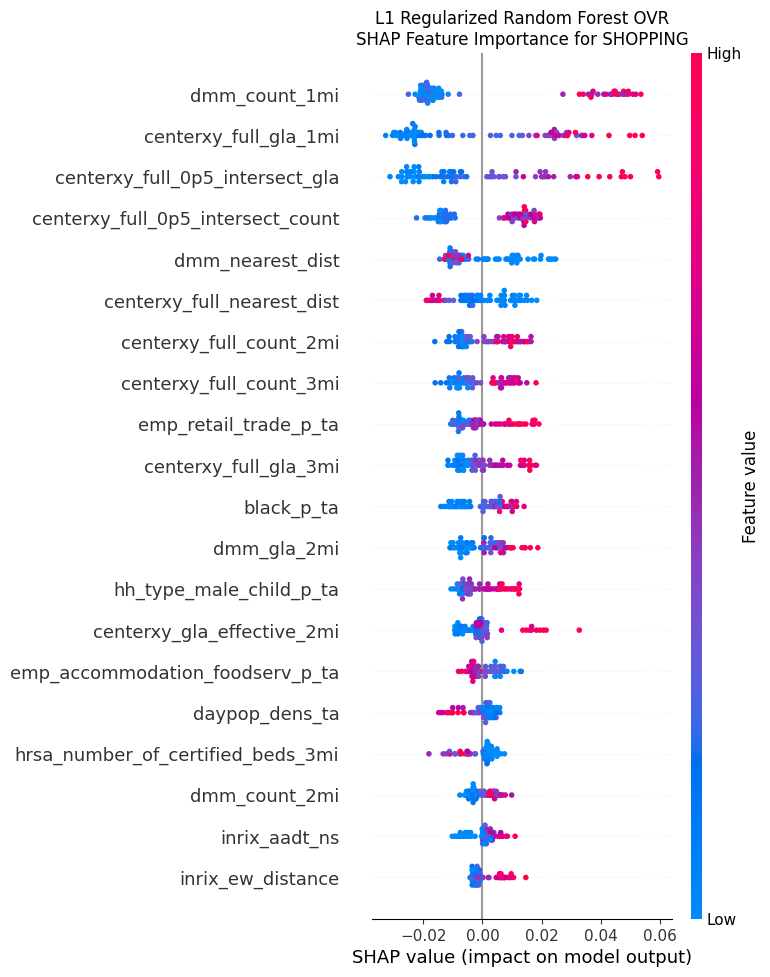 L1 Regularized Random Forest OVR
SHAP Feature Importance for SHOPPING
High
dmm_count_1mi
centerxy_full_gla_1mi
centerxy_full_0p5_intersect_gla
centerxy_full_0p5_intersect_count
dmm_nearest_dist
centerxy_full_nearest_dist
centerxy_full_count_2mi
centerxy_full_count_3mi
emp_retail_trade_p_ta
centerxy_full_gla_3mi
black_p_ta
dmm_gla_2mi
hh_type_male_child_p_ta
centerxy_gla_effective_2mi
emp_accommodation_foodserv_p_ta
daypop_dens_ta
hrsa_number_of_certified_beds_3mi
dmm_count_2mi
inrix_aadt_ns
inrix_ew_distance
Feature value
Low
−0.02 0.00 0.02 0.04 0.06
SHAP value (impact on model output)